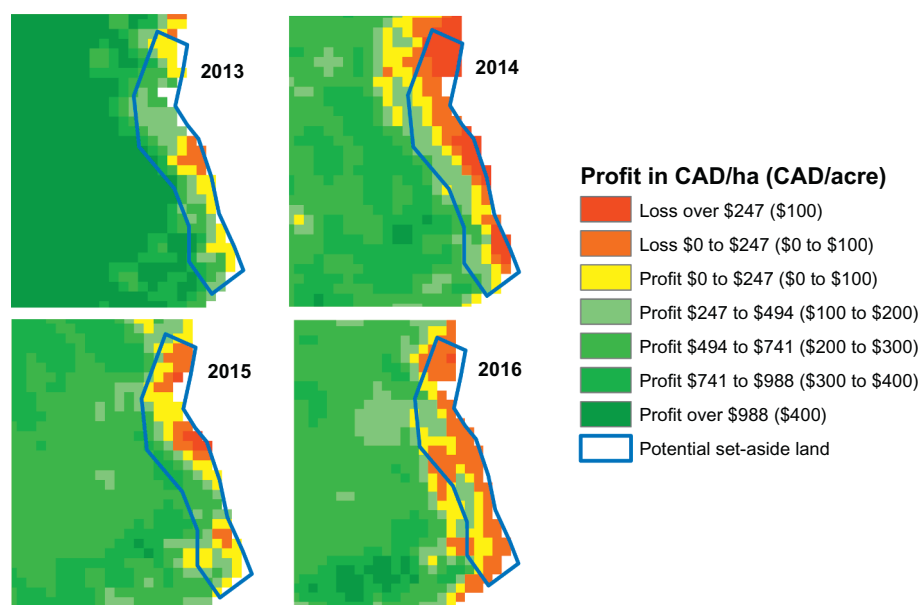 2013
2014
2015
2016
Profit in CAD/ha (CAD/acre)
Loss over $247 ($100)
Loss $0 to $247 ($0 to $100)
Profit $0 to $247 ($0 to $100)
Profit $247 to $494 ($100 to $200)
Profit $494 to $741 ($200 to $300)
Profit $741 to $988 ($300 to $400)
Profit over $988 ($400)
Potential set-aside land